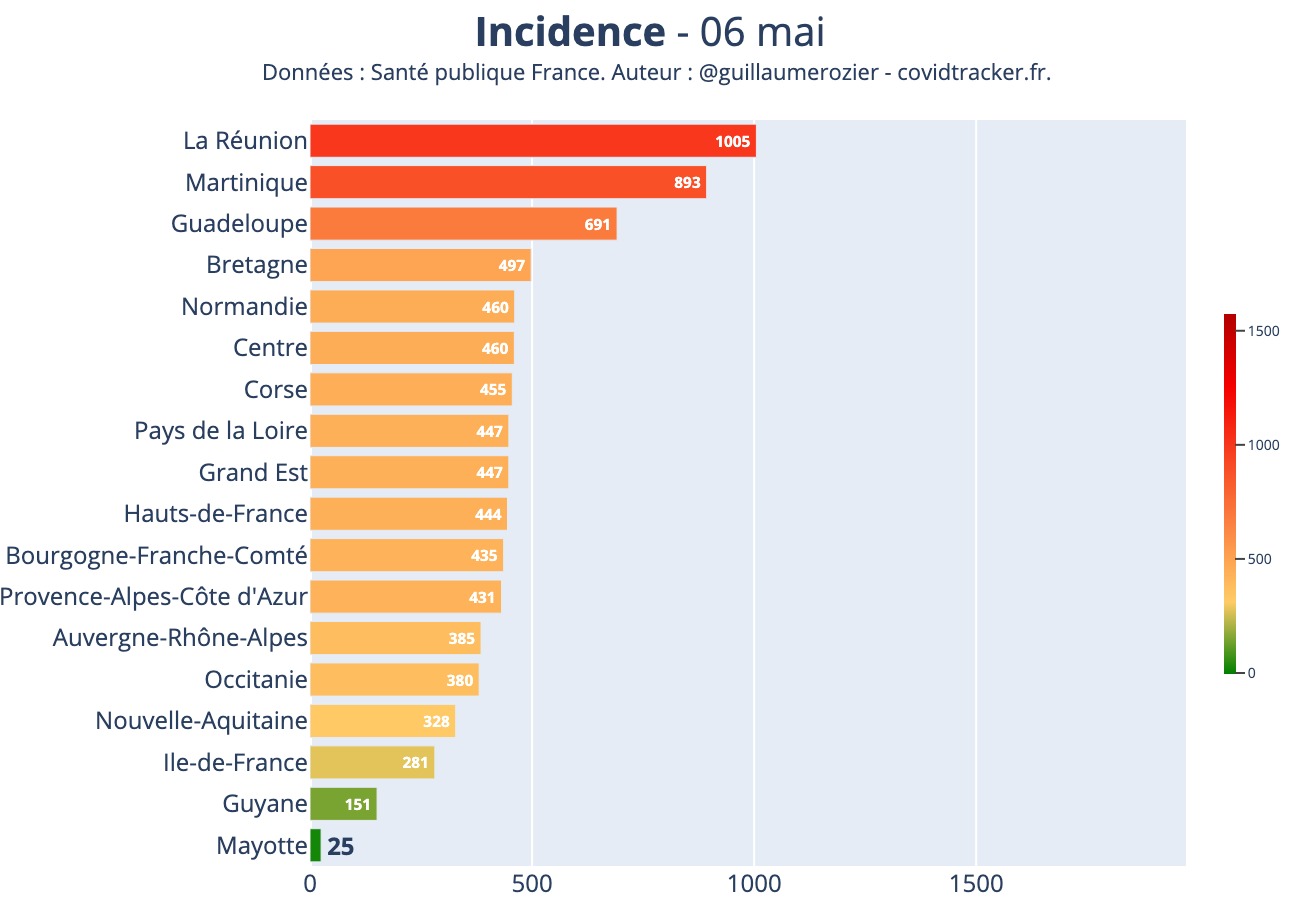 Incidence - 06 mai
Données : Santé publique France. Auteur : @guillaumerozier - covidtracker.fr.
La Réunion 1005
Martinique 893
Guadeloupe 691
Bretagne 497
Normandie 460
Centre 460
Corse 455
Pays de la Loire 447
Grand Est 447
Hauts-de-France 444
Bourgogne-Franche-Comté 435
Provence-Alpes-Côte d'Azur 431
Auvergne-Rhône-Alpes 385
Occitanie 380
Nouvelle-Aquitaine 328
Ile-de-France 281
Guyane 151
Mayotte 25
0 500 1000 1500
1500
1000
500
0